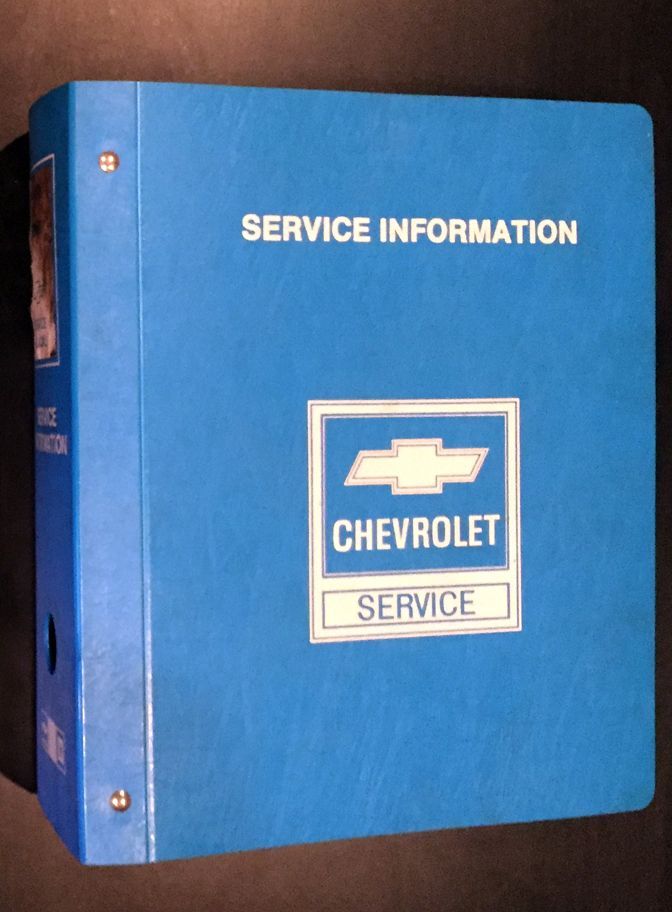 SERVICE INFORMATION
CHEVROLET
SERVICE
SERVICE
INFORMATION